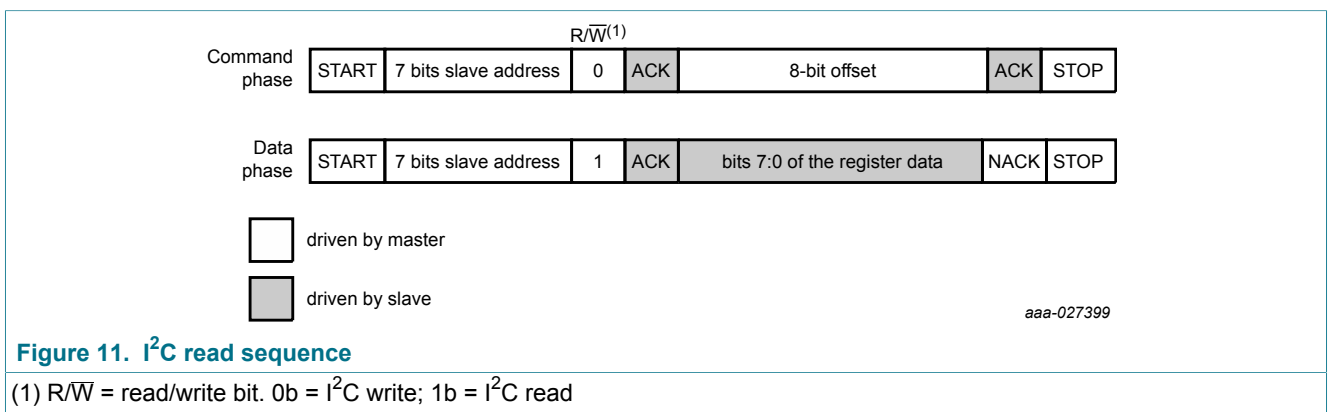 R/W̅(1)
Command phase START 7 bits slave address 0 ACK 8-bit offset ACK STOP
Data phase START 7 bits slave address 1 ACK bits 7:0 of the register data NACK STOP
driven by master
driven by slave
aaa-027399
Figure 11. I²C read sequence
(1) R/W̅ = read/write bit. 0b = I²C write; 1b = I²C read